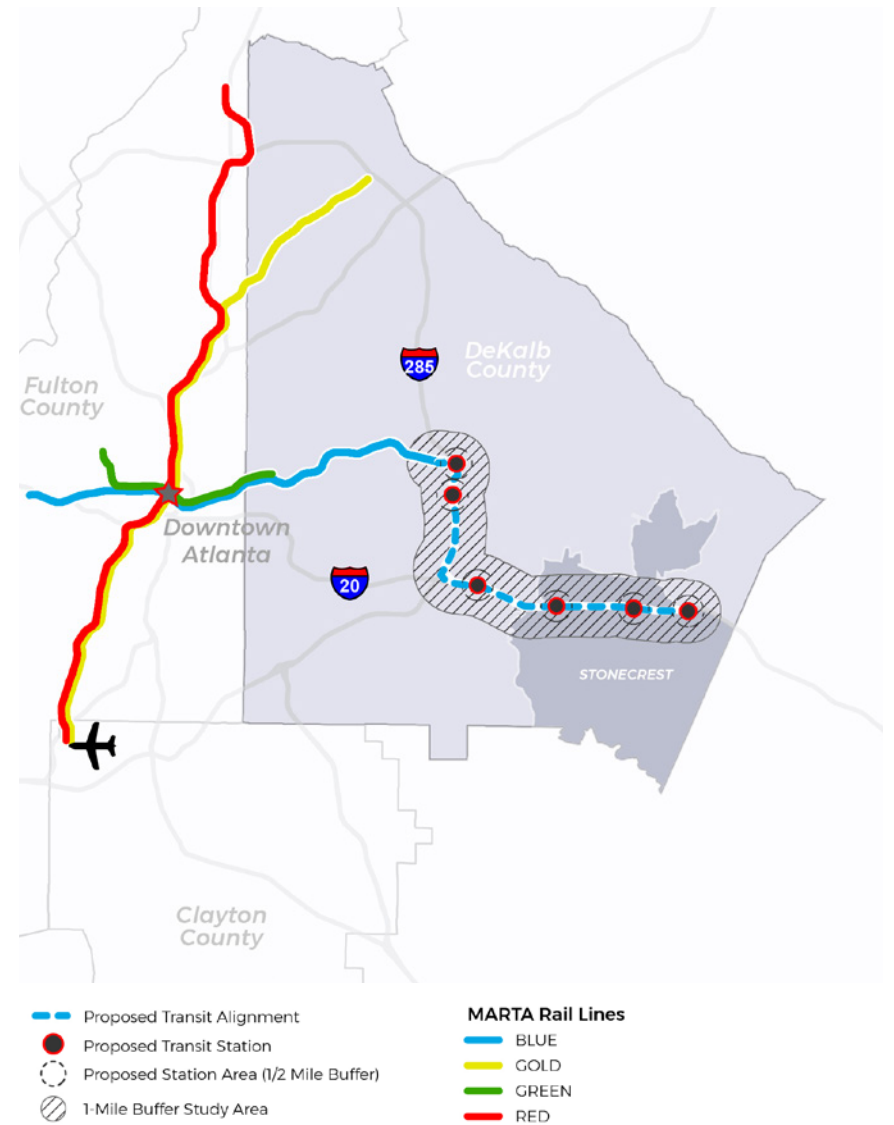 285
DeKalb
County
Fulton
County
Downtown
Atlanta
20
STONECREST
Clayton
County
Proposed Transit Alignment
Proposed Transit Station
Proposed Station Area (1/2 Mile Buffer)
1-Mile Buffer Study Area
MARTA Rail Lines
BLUE
GOLD
GREEN
RED